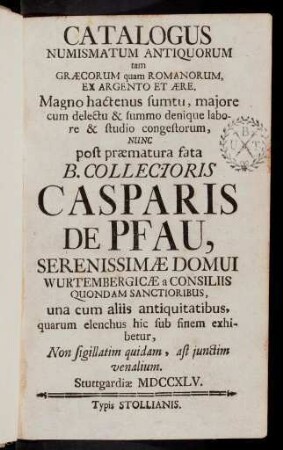 CATALOGUS
NUMISMATUM ANTIQUORUM
tam
GRÆCORUM quam ROMANORUM,
EX ARGENTO ET ÆRE.
Magno hactenus sumtu, majore
cum delectu & summo denique labo-
re & studio congestorum,
NUNC
post præmatura fata
B. COLLECTORIS
CASPARIS
DE PFAU,
SERENISSIMÆ DOMUI
WURTEMBERGICÆ a CONSILIIS
QUONDAM SANCTIORIBUS,
una cum aliis antiquitatibus,
quarum elenchus hic sub finem exhi-
betur,
Non sigillatim quidam, ast junctim
venalium.
Stuttgardiæ MDCCXLV.
Typis STOLLIANIS.
B
U T